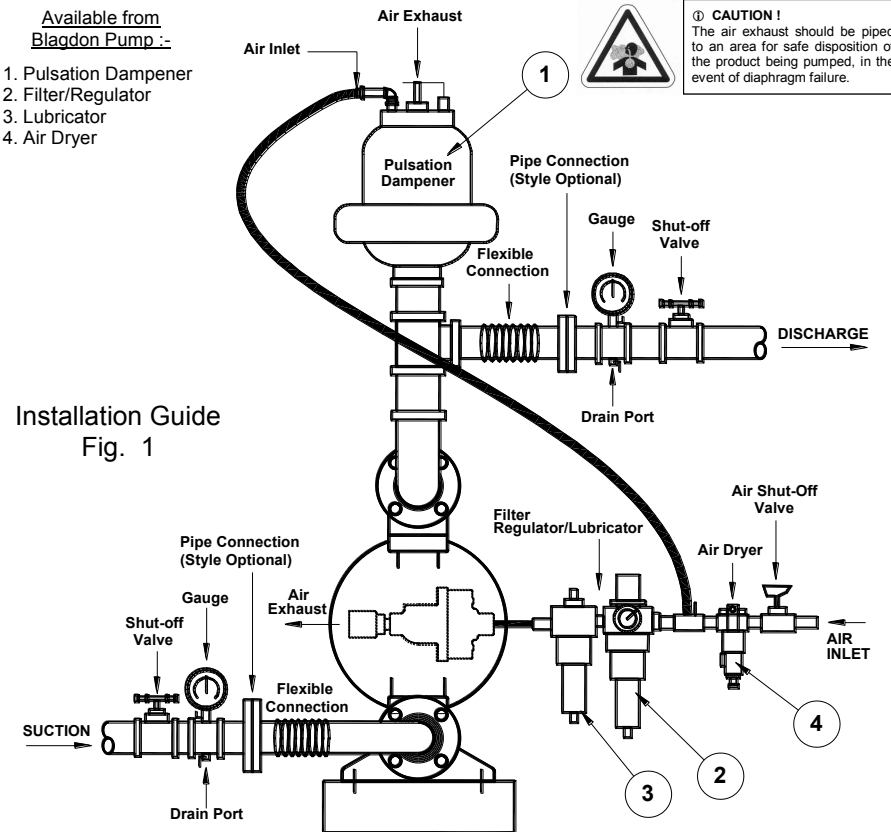 Available from
Blagdon Pump :-
1. Pulsation Dampener
2. Filter/Regulator
3. Lubricator
4. Air Dryer
Air Exhaust
Air Inlet
1
ⓘ CAUTION !
The air exhaust should be piped
to an area for safe disposition of
the product being pumped, in the
event of diaphragm failure.
Pulsation
Dampener
Pipe Connection
(Style Optional)
Gauge
Shut-off
Valve
Flexible
Connection
DISCHARGE
Drain Port
Installation Guide
Fig. 1
Air Shut-Off
Valve
Filter
Regulator/Lubricator
Air Dryer
Pipe Connection
(Style Optional)
Air
Exhaust
Gauge
Shut-off
Valve
AIR
INLET
Flexible
Connection
SUCTION
4
2
3
Drain Port